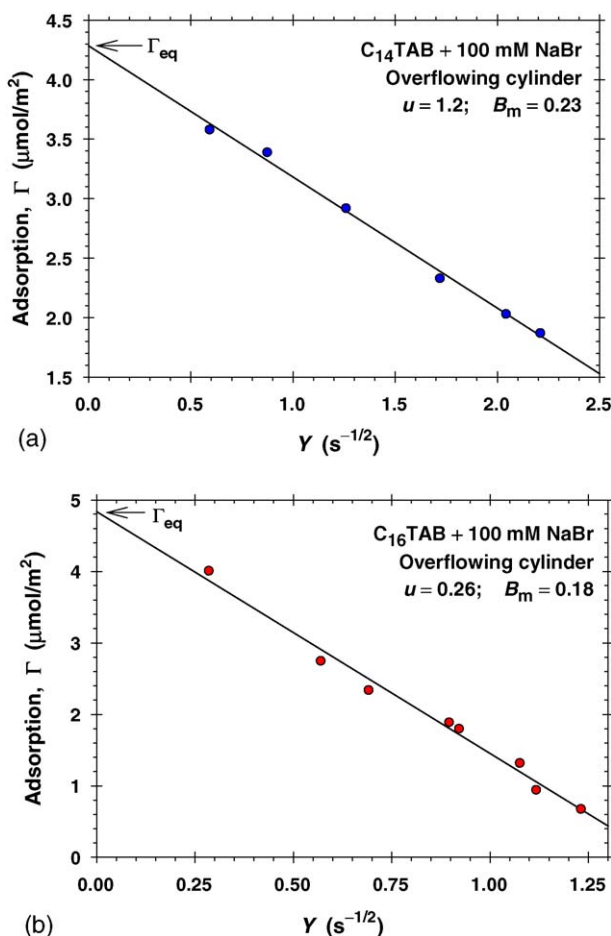 4.5
4.0
3.5
3.0
2.5
2.0
1.5
Adsorption, Γ (μmol/m²)
Γeq
C₁₄TAB + 100 mM NaBr
Overflowing cylinder
u = 1.2; Bₘ = 0.23
0.0 0.5 1.0 1.5 2.0 2.5
(a)
Y (s⁻¹/²)
5
4
3
2
1
0
Adsorption, Γ (μmol/m²)
Γeq
C₁₆TAB + 100 mM NaBr
Overflowing cylinder
u = 0.26; Bₘ = 0.18
0.00 0.25 0.50 0.75 1.00 1.25
(b)
Y (s⁻¹/²)